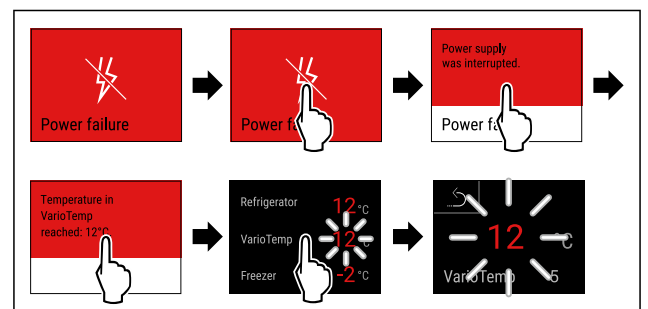 Power failure
Power fa
Power supply
was interrupted.
Power fa
Temperature in
VarioTemp
reached: 12°C
Refrigerator 12°C
VarioTemp 12°C
Freezer -2°C
12 °C
VarioTemp 5